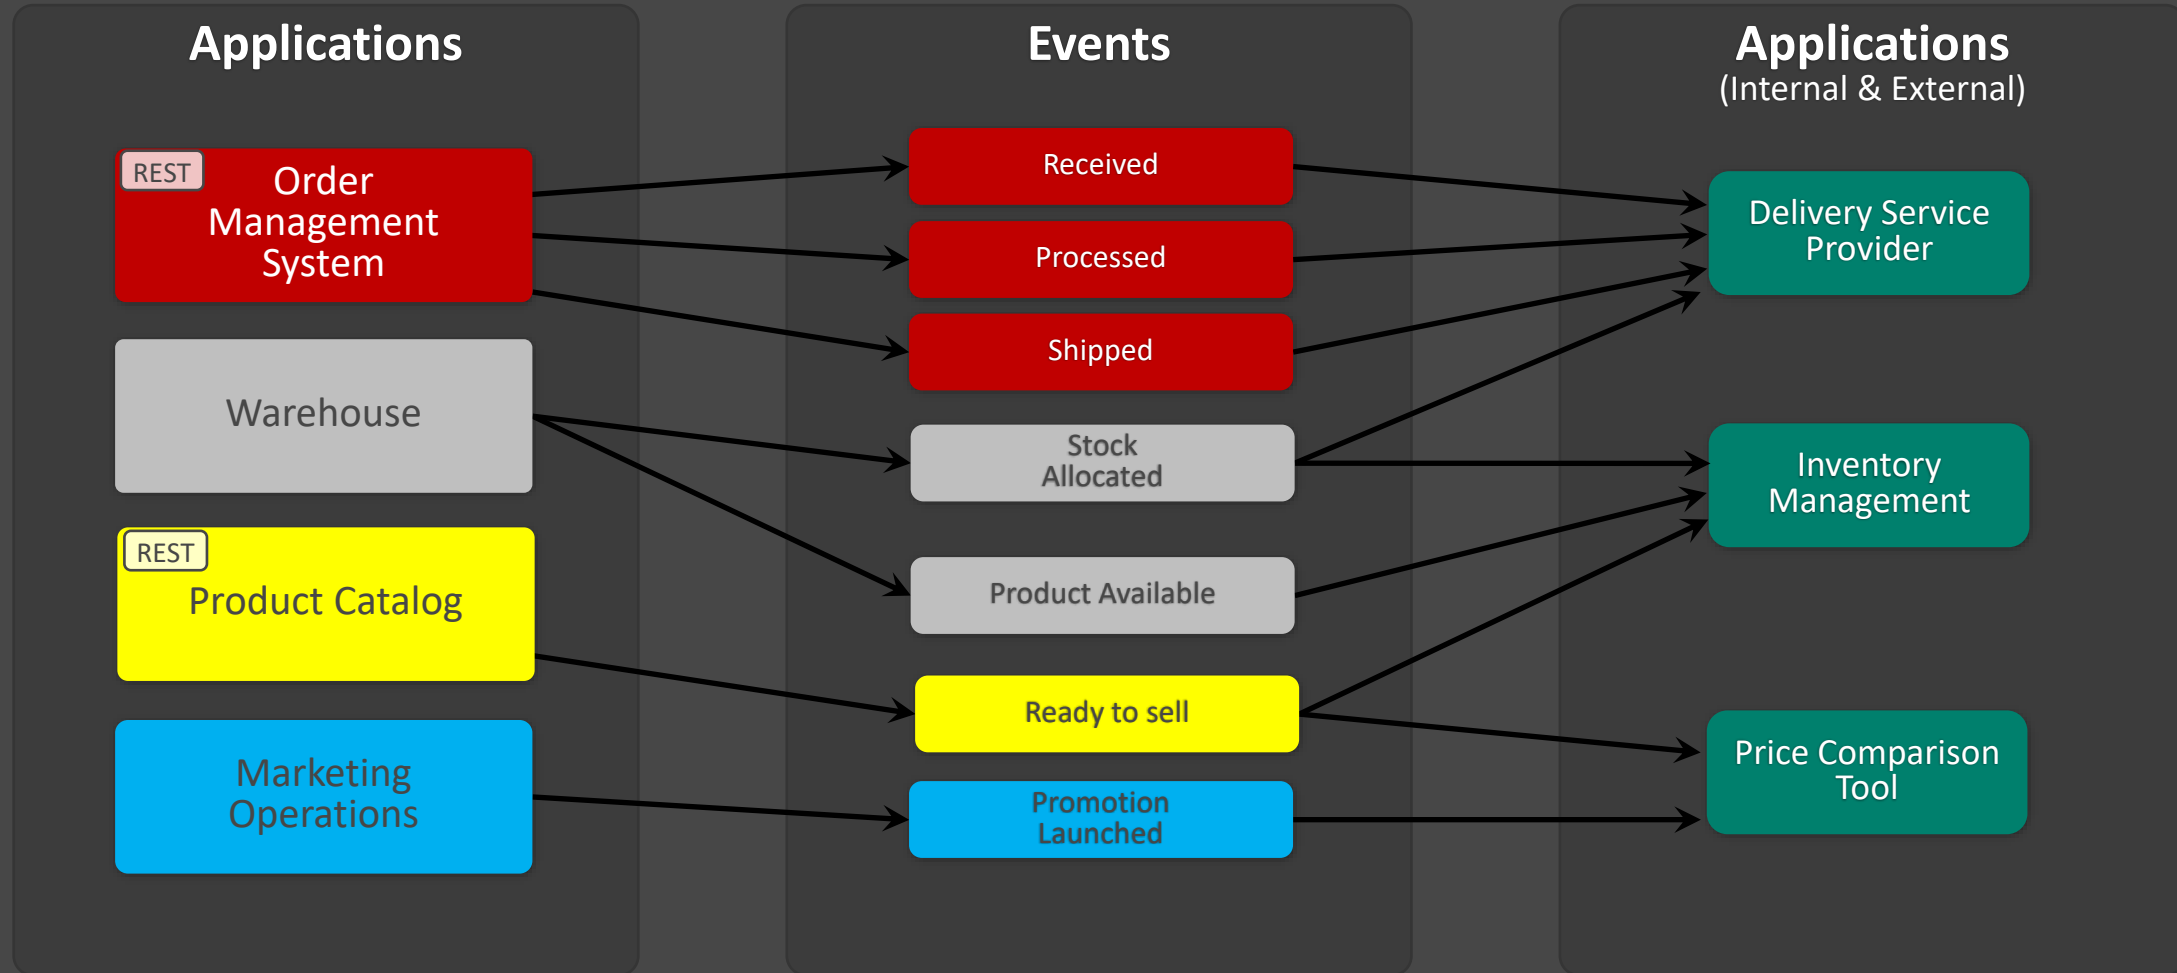 Applications
REST
Order
Management
System
Warehouse
REST
Product Catalog
Marketing
Operations
Events
Received
Processed
Shipped
Stock
Allocated
Product Available
Ready to sell
Promotion
Launched
Applications
(Internal & External)
Delivery Service
Provider
Inventory
Management
Price Comparison
Tool